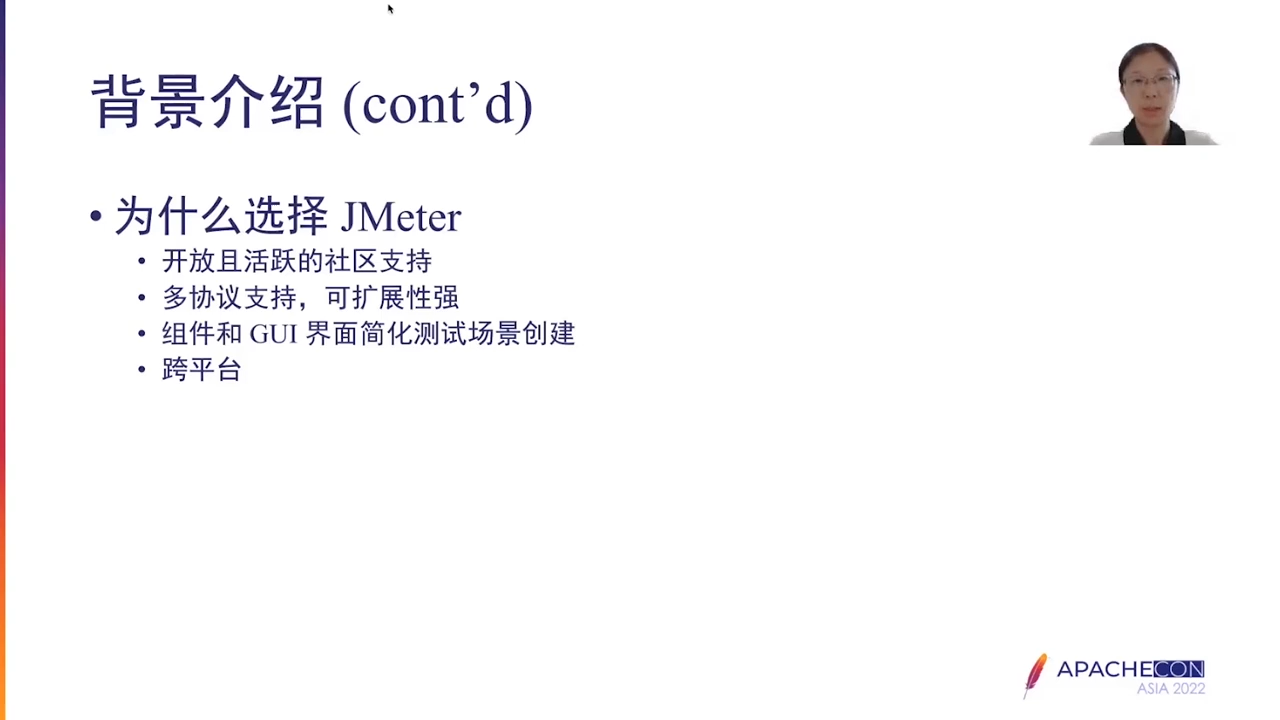 背景介绍 (cont’d)
• 为什么选择 JMeter
• 开放且活跃的社区支持
• 多协议支持，可扩展性强
• 组件和 GUI 界面简化测试场景创建
• 跨平台
APACHECON
ASIA 2022